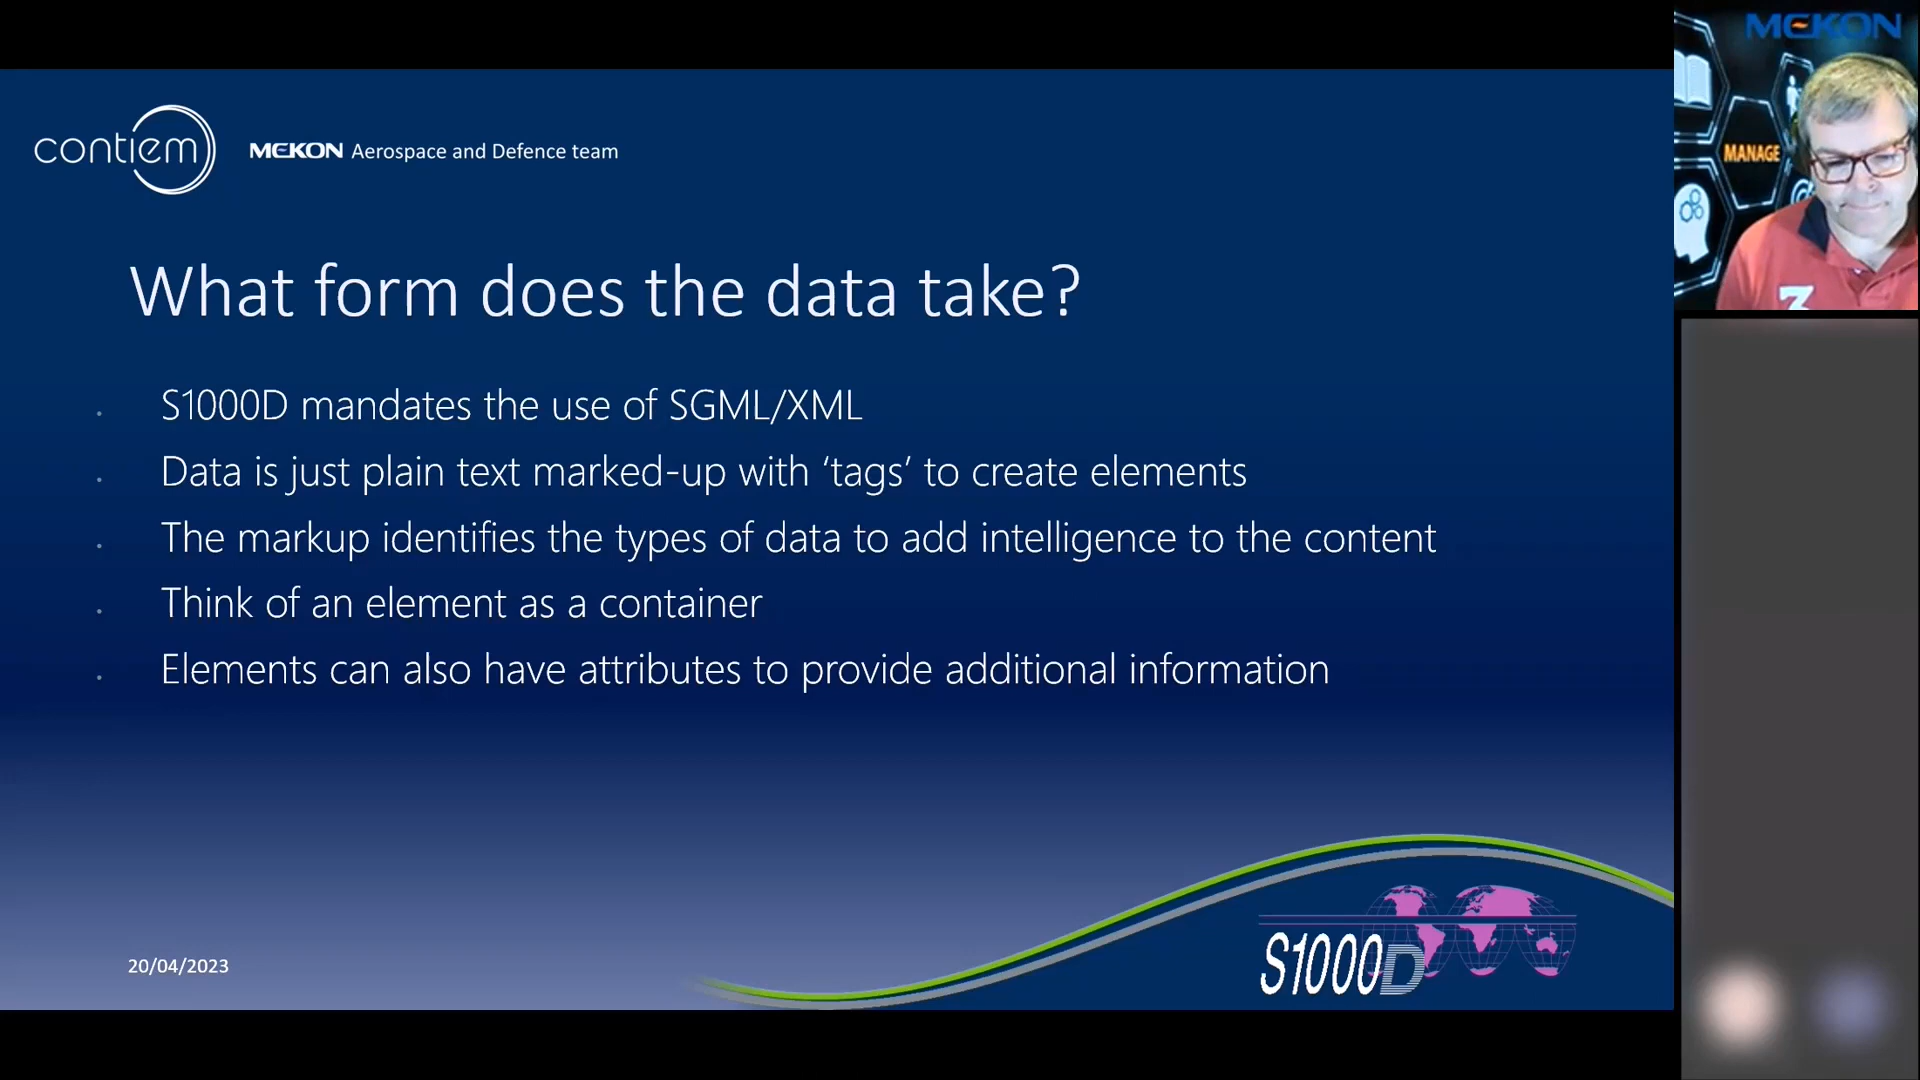 contiem
MEKON Aerospace and Defence team
What form does the data take?
S1000D mandates the use of SGML/XML
Data is just plain text marked-up with ‘tags’ to create elements
The markup identifies the types of data to add intelligence to the content
Think of an element as a container
Elements can also have attributes to provide additional information
20/04/2023
S1000D
MEKON
MANAGE
3